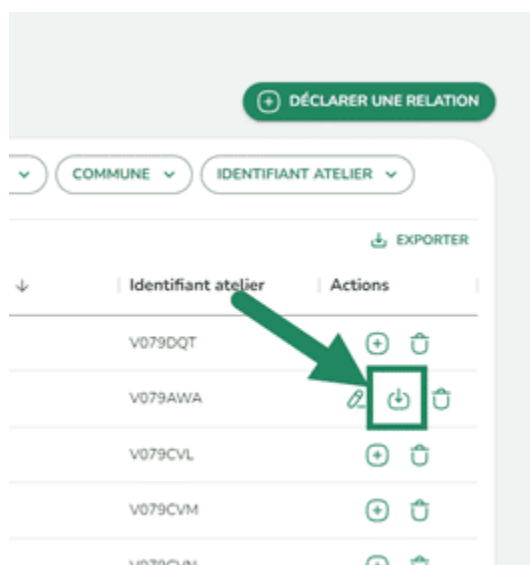 DÉCLARER UNE RELATION
COMMUNE IDENTIFIANT ATELIER
EXPORTER
Identifiant atelier Actions
V079DQT
V079AWA
V079CVL
V079CVM